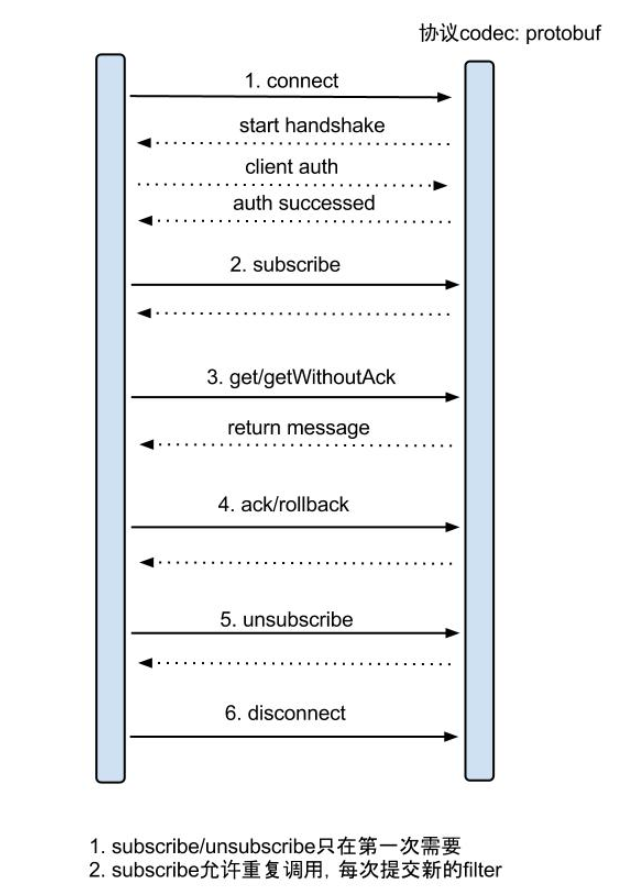 协议codec: protobuf
1. connect
start handshake
client auth
auth successed
2. subscribe
3. get/getWithoutAck
return message
4. ack/rollback
5. unsubscribe
6. disconnect
1. subscribe/unsubscribe只在第一次需要
2. subscribe允许重复调用, 每次提交新的filter